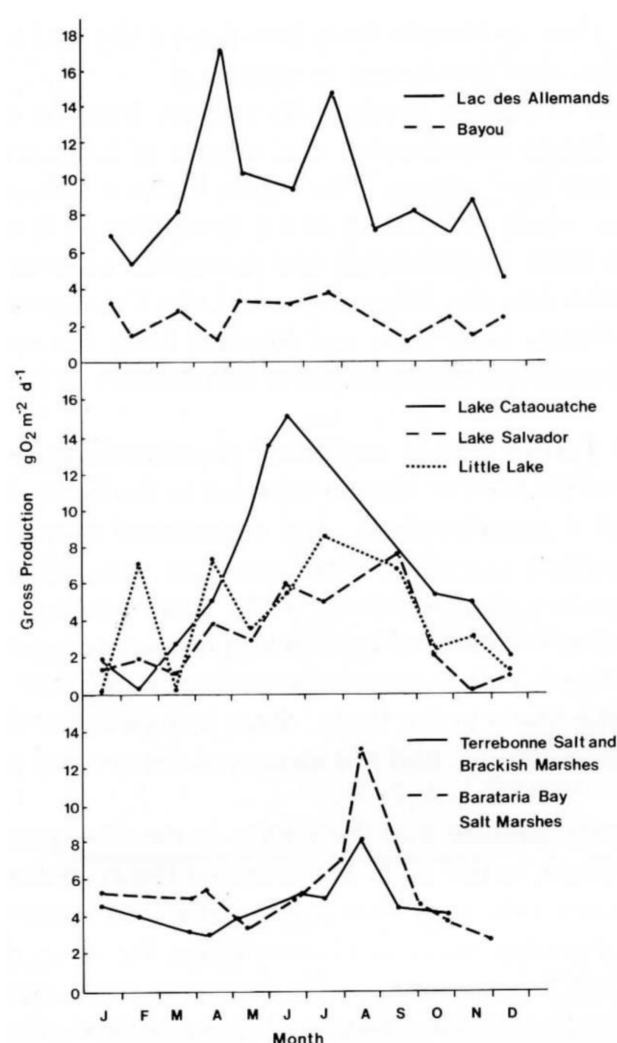 18
16
14
12
10
8
6
4
2
0
Lac des Allemands
Bayou
Gross Production gO₂ m⁻² d⁻¹
16
14
12
10
8
6
4
2
0
Lake Cataouatche
Lake Salvador
Little Lake
14
12
10
8
6
4
2
0
Terrebonne Salt and
Brackish Marshes
Barataria Bay
Salt Marshes
J F M A M J J A S O N D
Month